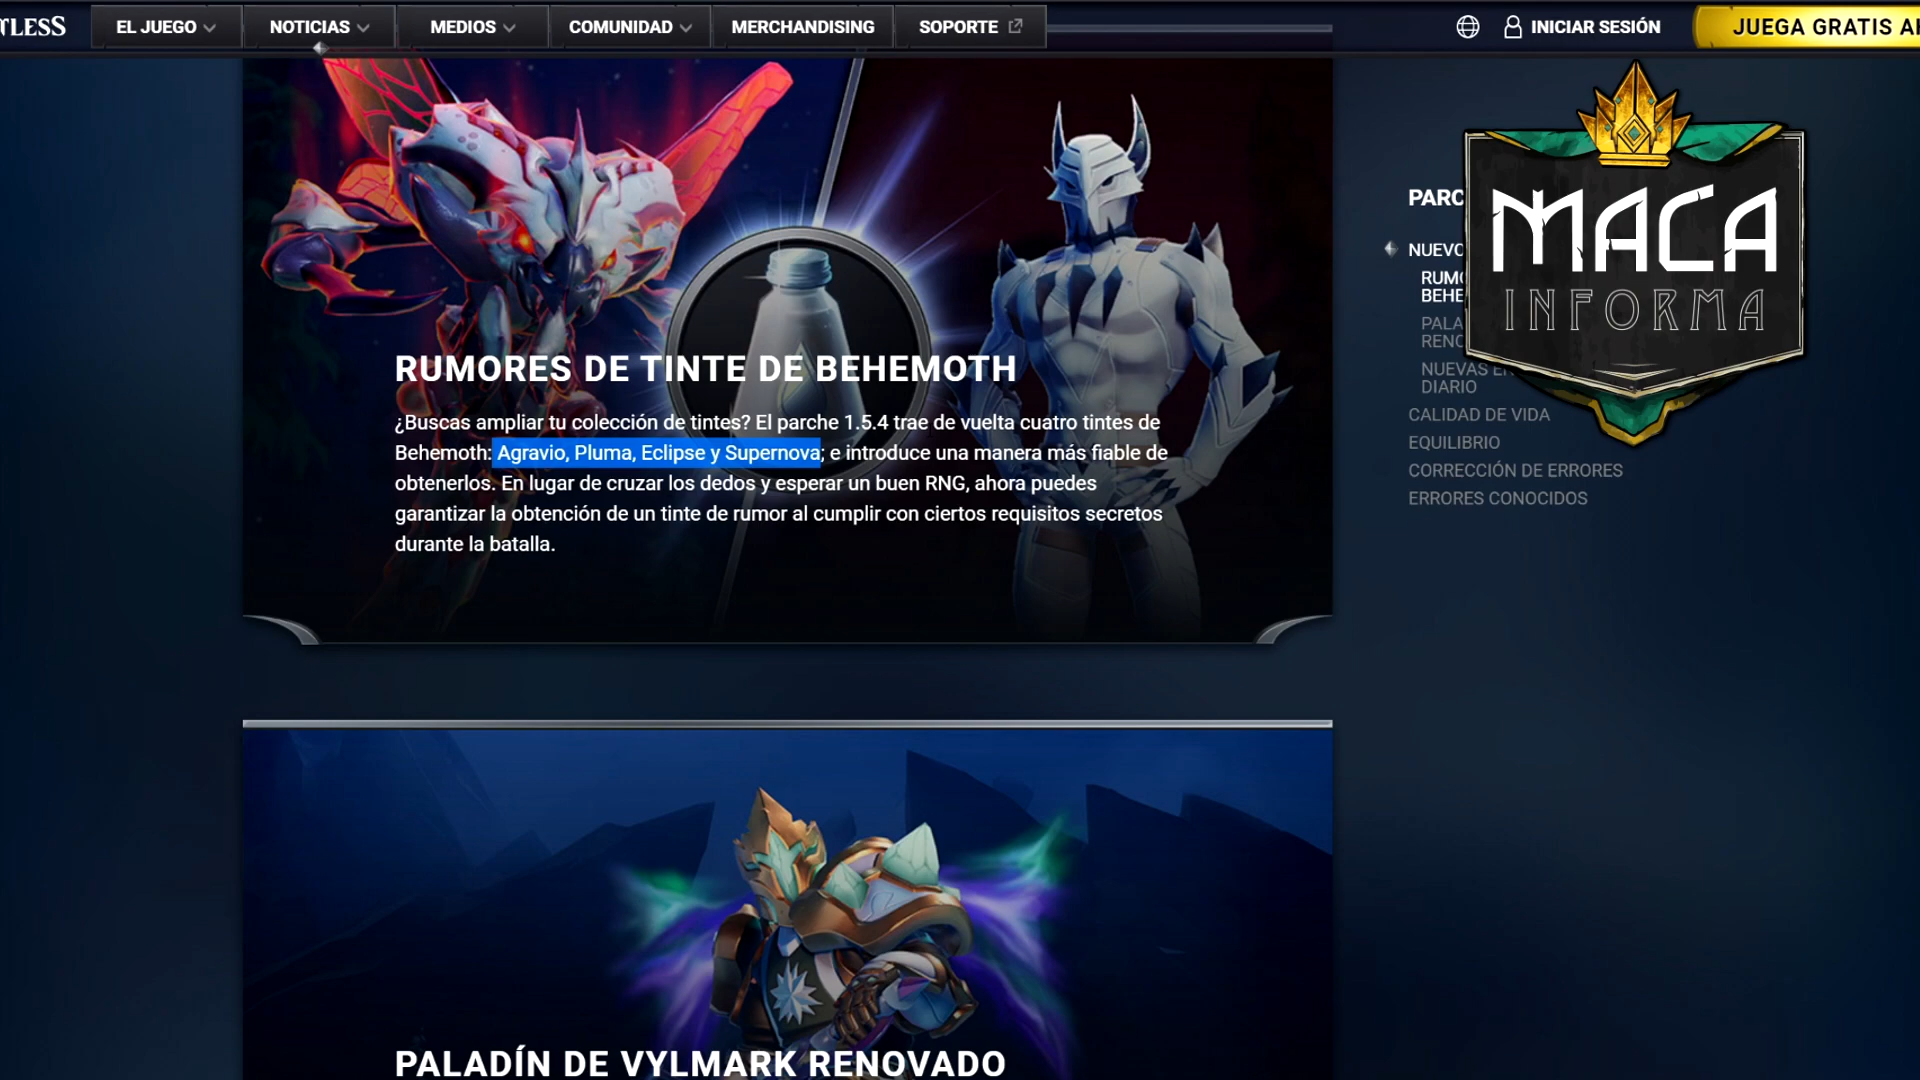 TLESS
EL JUEGO
NOTICIAS
MEDIOS
COMUNIDAD
MERCHANDISING
SOPORTE
INICIAR SESIÓN
JUEGA GRATIS
RUMORES DE TINTE DE BEHEMOTH
¿Buscas ampliar tu colección de tintes? El parche 1.5.4 trae de vuelta cuatro tintes de
Behemoth: Agravio, Pluma, Eclipse y Supernova; e introduce una manera más fiable de
obtenerlos. En lugar de cruzar los dedos y esperar un buen RNG, ahora puedes
garantizar la obtención de un tinte de rumor al cumplir con ciertos requisitos secretos
durante la batalla.
PALADÍN DE VYLMARK RENOVADO
MACA
INFORMA
PARC
NUEVO
RUMO
BEHE
PALA
RENO
NUEVAS
DIARIO
CALIDAD DE VIDA
EQUILIBRIO
CORRECCIÓN DE ERRORES
ERRORES CONOCIDOS